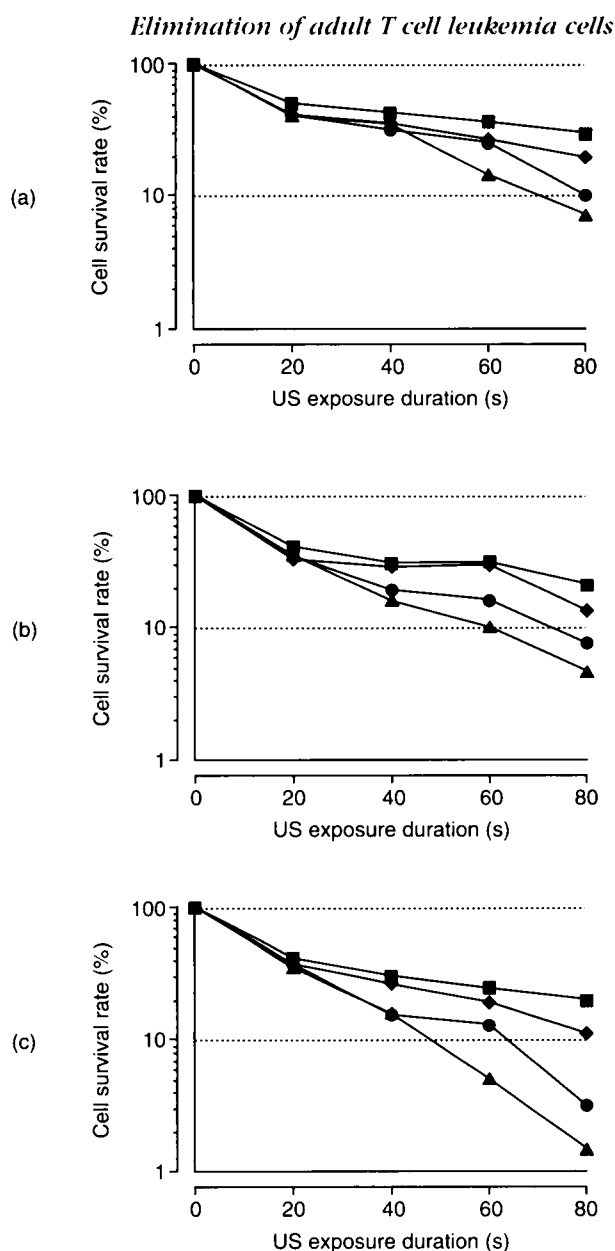 Elimination of adult T cell leukemia cells
(a)
Cell survival rate (%)
100
10
1
0 20 40 60 80
US exposure duration (s)
(b)
Cell survival rate (%)
100
10
1
0 20 40 60 80
US exposure duration (s)
(c)
Cell survival rate (%)
100
10
1
0 20 40 60 80
US exposure duration (s)